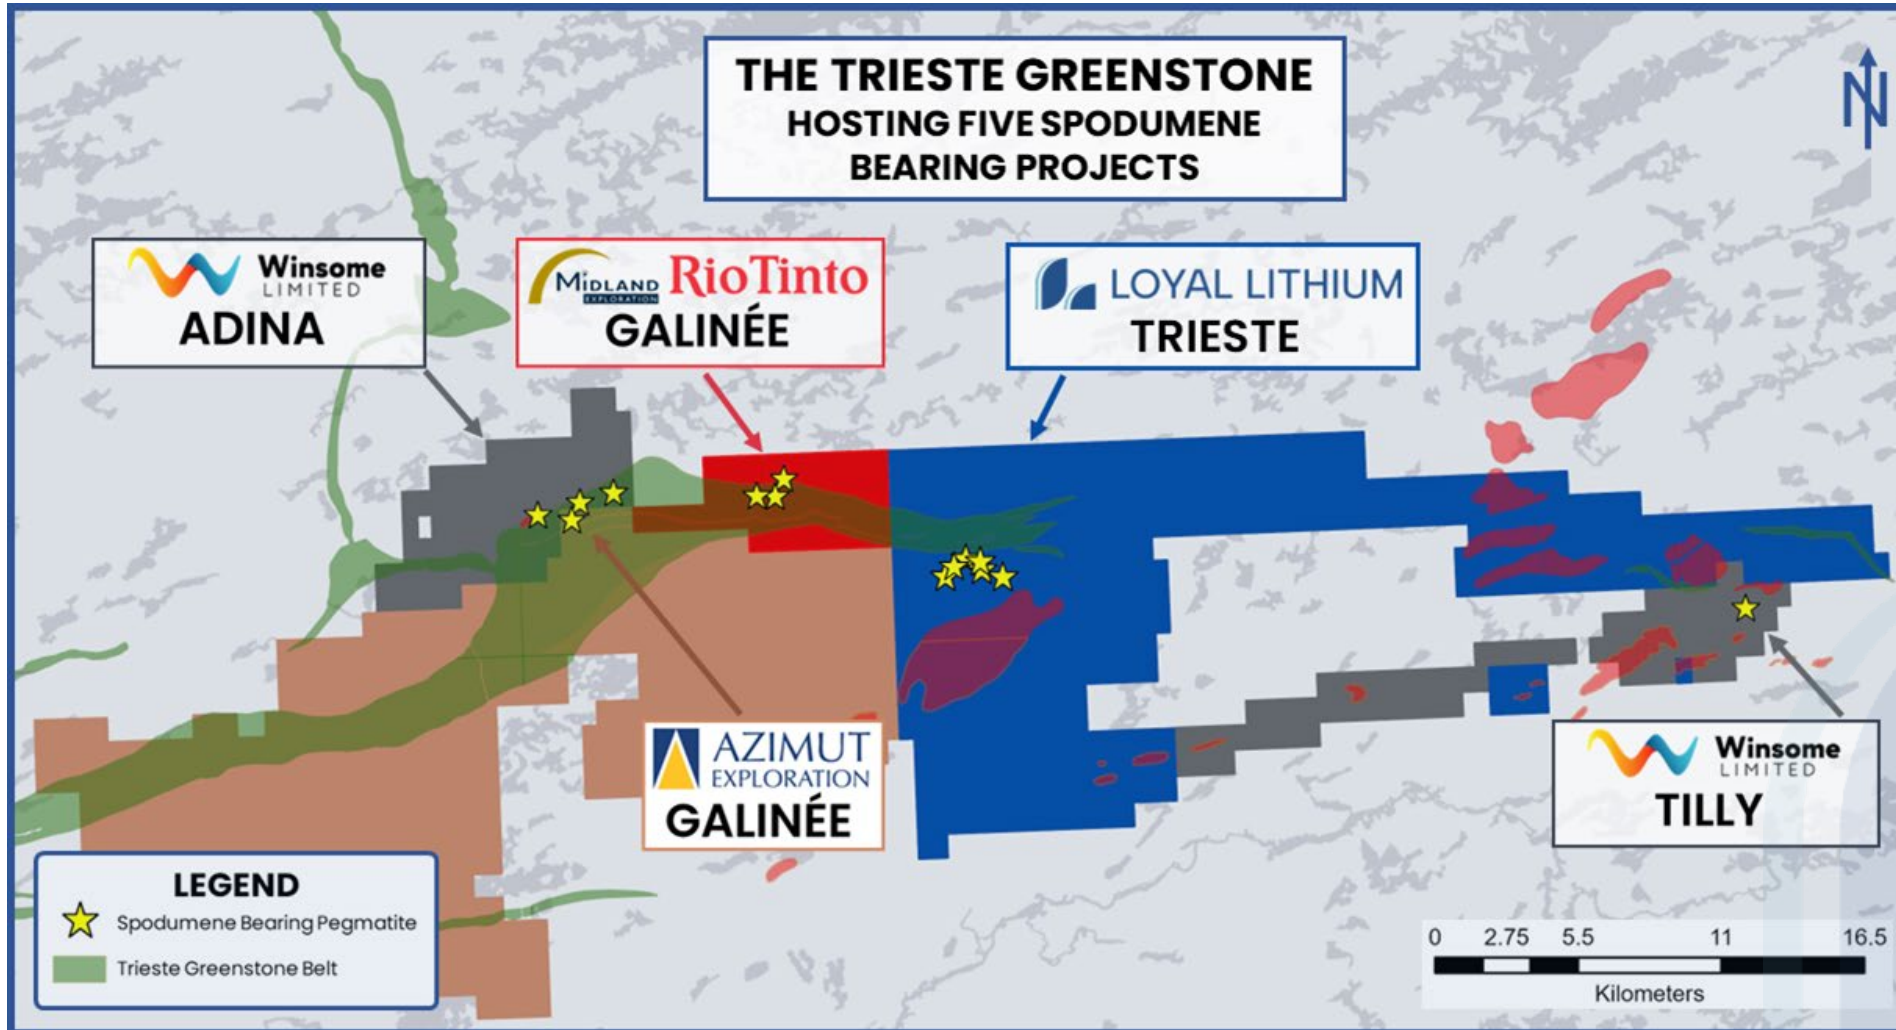 THE TRIESTE GREENSTONE
HOSTING FIVE SPODUMENE
BEARING PROJECTS
N
Winsome
LIMITED
ADINA
MIDLAND
EXPLORATION
RioTinto
GALINÉE
LOYAL LITHIUM
TRIESTE
AZIMUT
EXPLORATION
GALINÉE
Winsome
LIMITED
TILLY
LEGEND
Spodumene Bearing Pegmatite
Trieste Greenstone Belt
0 2.75 5.5 11 16.5
Kilometers